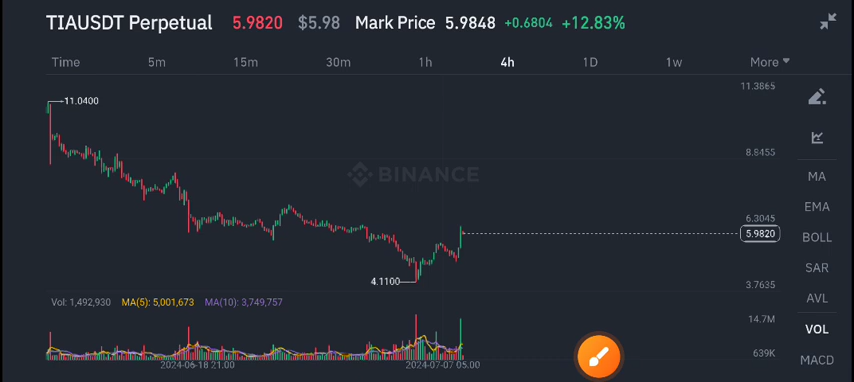 TIAUSDT Perpetual 5.9820 $5.98 Mark Price 5.9848 +0.6804 +12.83%
Time 5m 15m 30m 1h 4h 1D 1w More
11.3865
11.0400
8.8455
BINANCE
MA
EMA
6.3045
5.9820
BOLL
SAR
4.1100
3.7635
AVL
Vol: 1,492,930 MA(5): 5,001,673 MA(10): 3,749,757
14.7M
VOL
639K
MACD
2024-06-18 21:00 2024-07-07 05:00